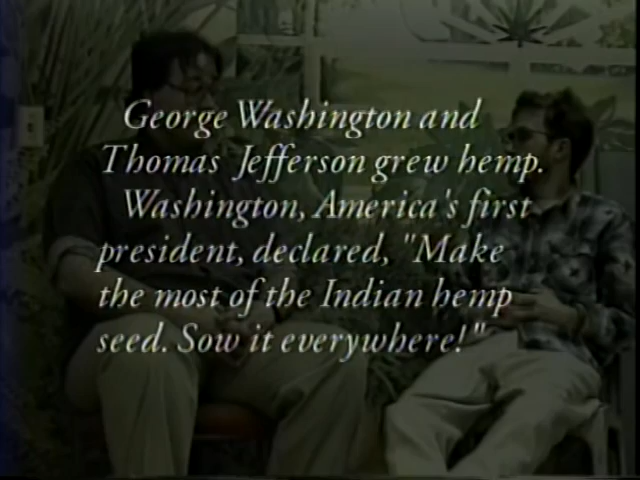 George Washington and
Thomas Jefferson grew hemp.
Washington, America's first
president, declared, "Make
the most of the Indian hemp
seed. Sow it everywhere!"